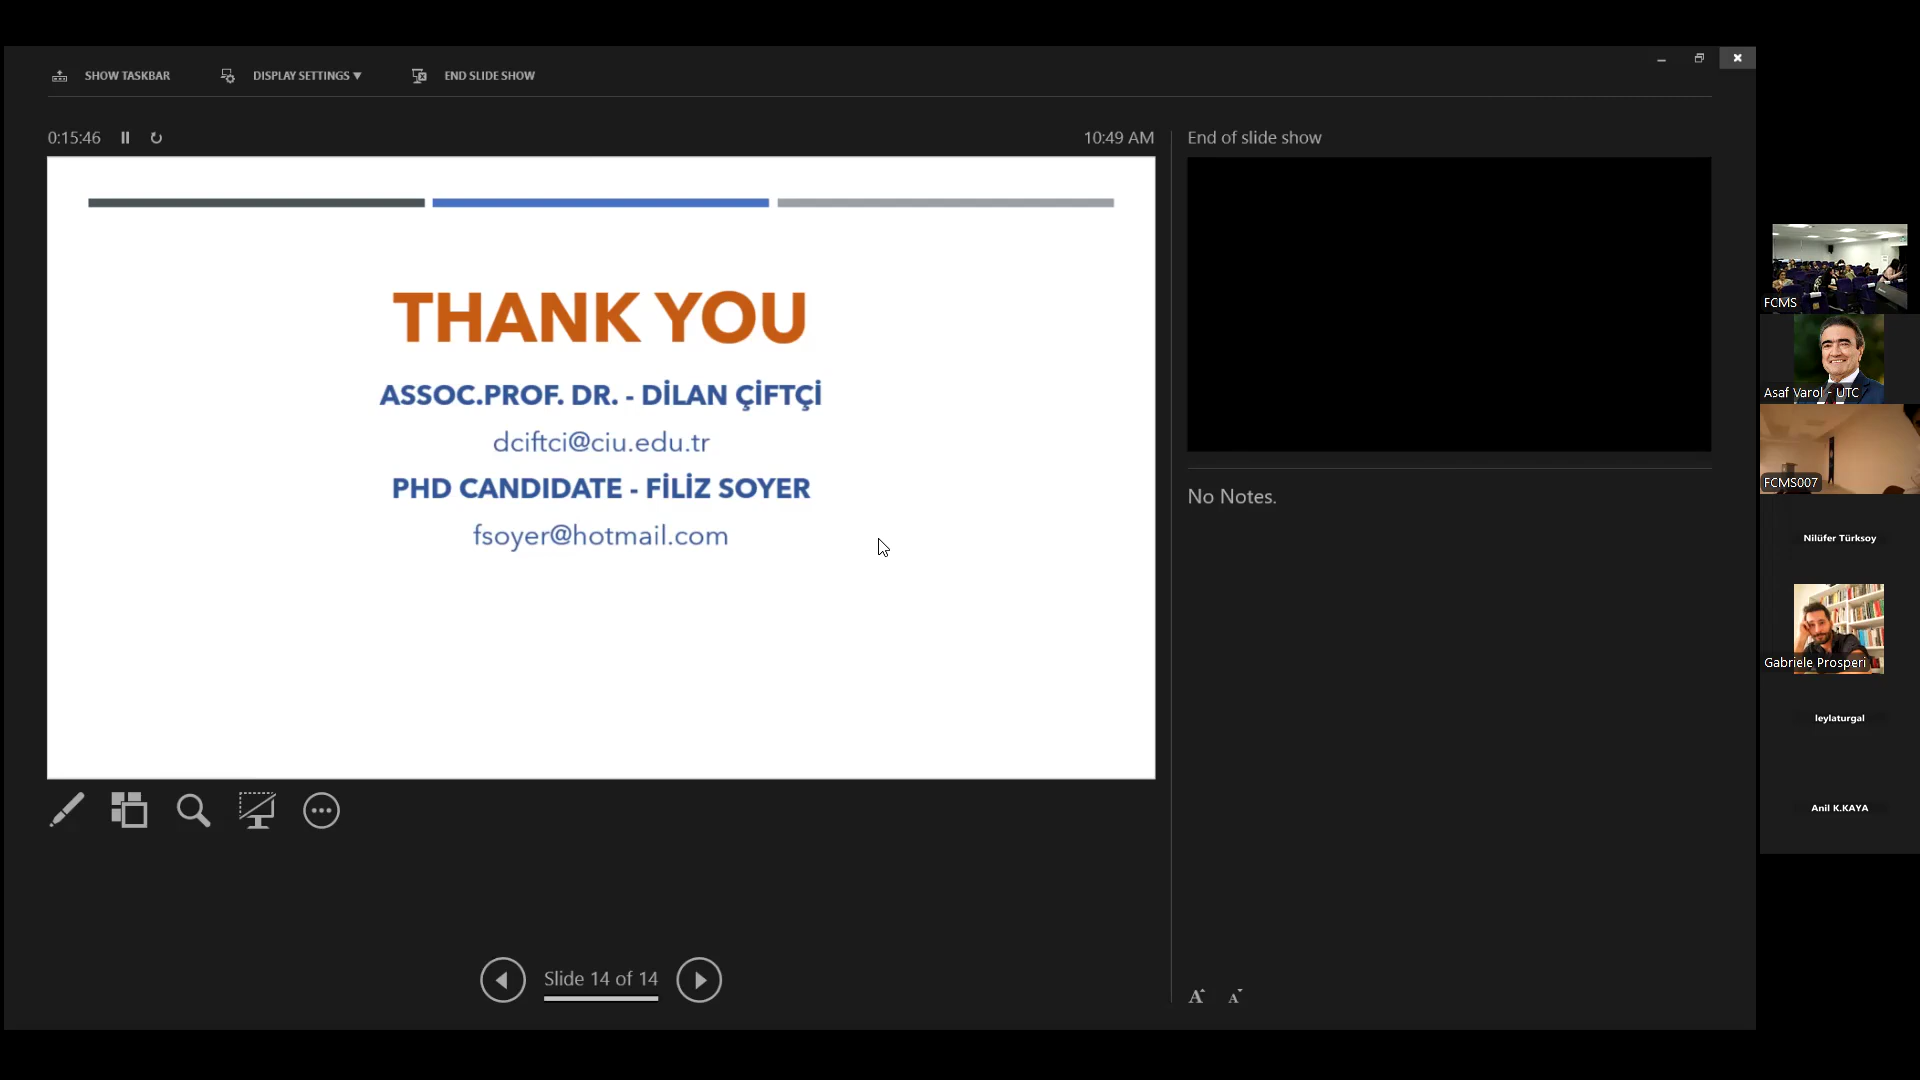 SHOW TASKBAR
DISPLAY SETTINGS ▼
END SLIDE SHOW
0:15:46
10:49 AM
End of slide show
THANK YOU
ASSOC.PROF. DR. - DİLAN ÇİFTÇİ
dciftci@ciu.edu.tr
PHD CANDIDATE - FİLİZ SOYER
fsoyer@hotmail.com
No Notes.
Slide 14 of 14
A
A
FCMS
Asaf Varol - UTC
FCMS007
Nilüfer Türksoy
Gabriele Prosperi
leylaturgal
Anil K.KAYA